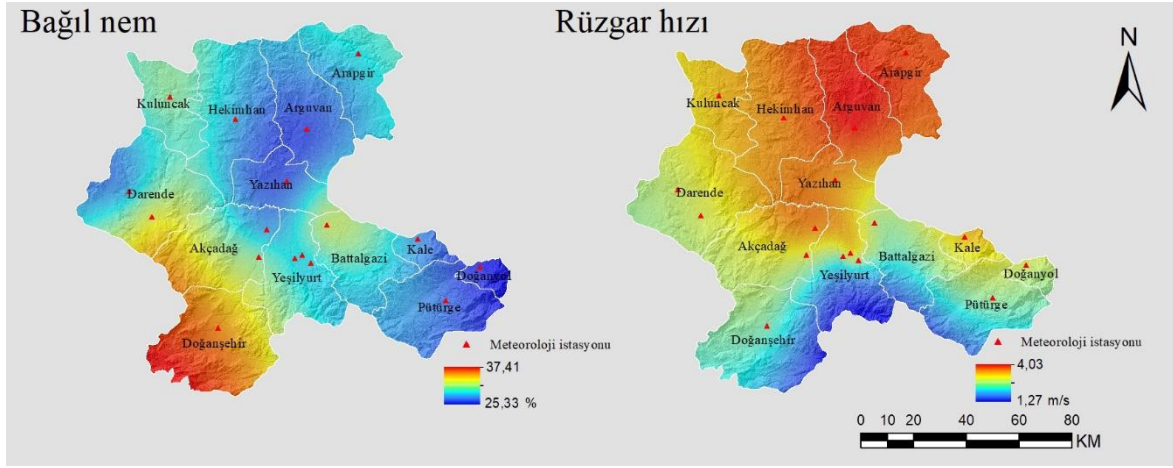 Bağıl nem
Arapgir
Kuluncak
Hekimhan
Arguvan
Yazıhan
Darende
Akçadağ
Battalgazi
Kale
Yeşilyurt
Doğanyol
Pütürge
Doğanşehir
Meteoroloji istasyonu
37,41
25,33 %
Rüzgar hızı
N
Arapgir
Kuluncak
Hekimhan
Arguvan
Yazıhan
Darende
Akçadağ
Kale
Battalgazi
Yeşilyurt
Doğanyol
Pütürge
Doğanşehir
Meteoroloji istasyonu
4,03
1,27 m/s
0 10 20 40 60 80
KM